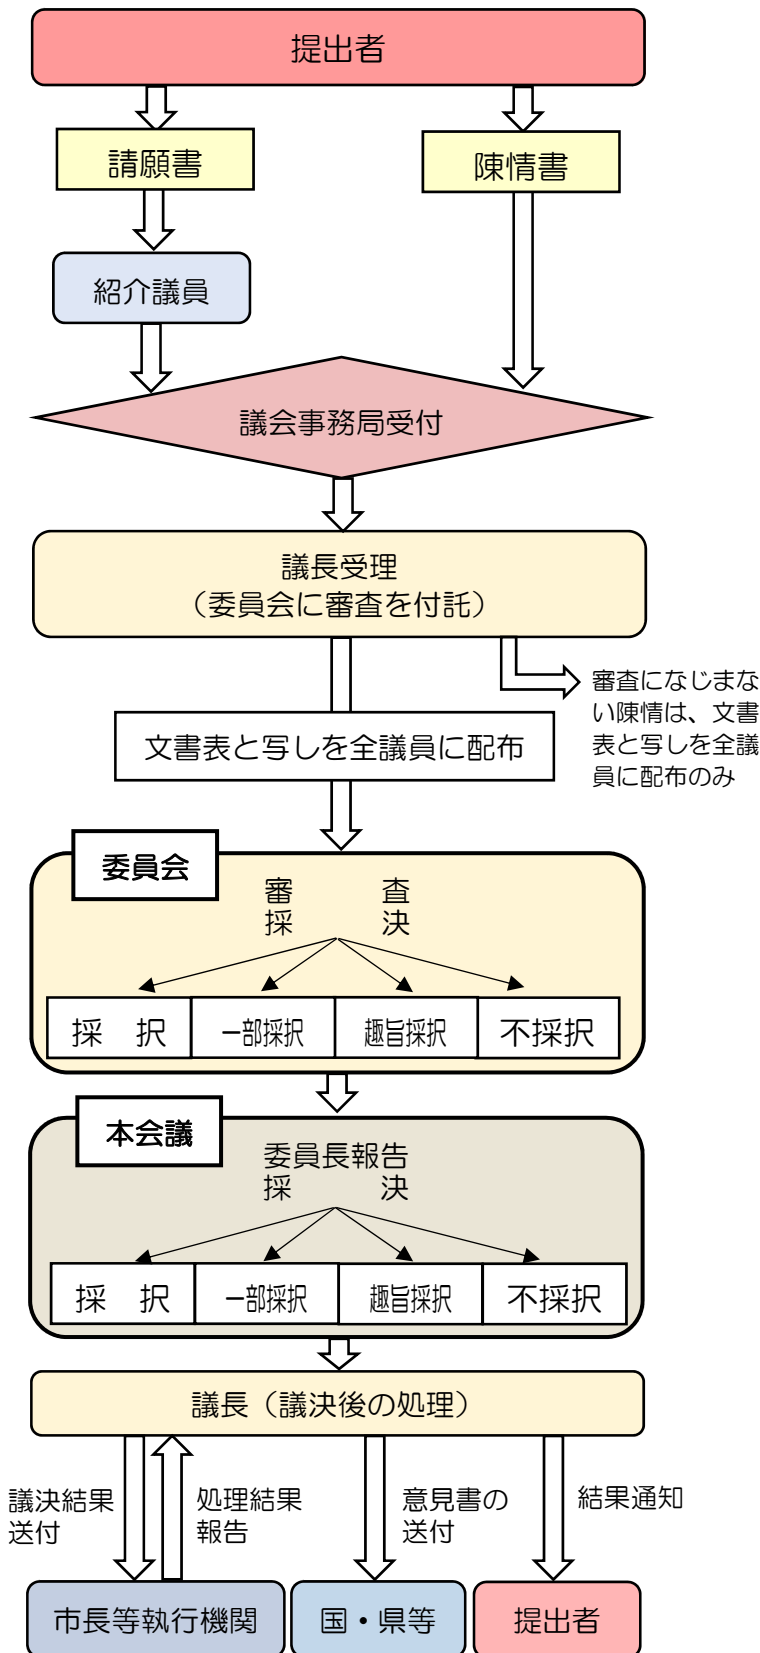 提出者
請願書
陳情書
紹介議員
議会事務局受付
議長受理
（委員会に審査を付託）
審査になじまな
い陳情は、文書
表と写しを全議
員に配布のみ
文書表と写しを全議員に配布
委員会
審　査
採　決
採　択
一部採択
趣旨採択
不採択
本会議
委員長報告
採　決
採　択
一部採択
趣旨採択
不採択
議長（議決後の処理）
議決結果
送付
処理結果
報告
意見書の
送付
結果通知
市長等執行機関
国・県等
提出者